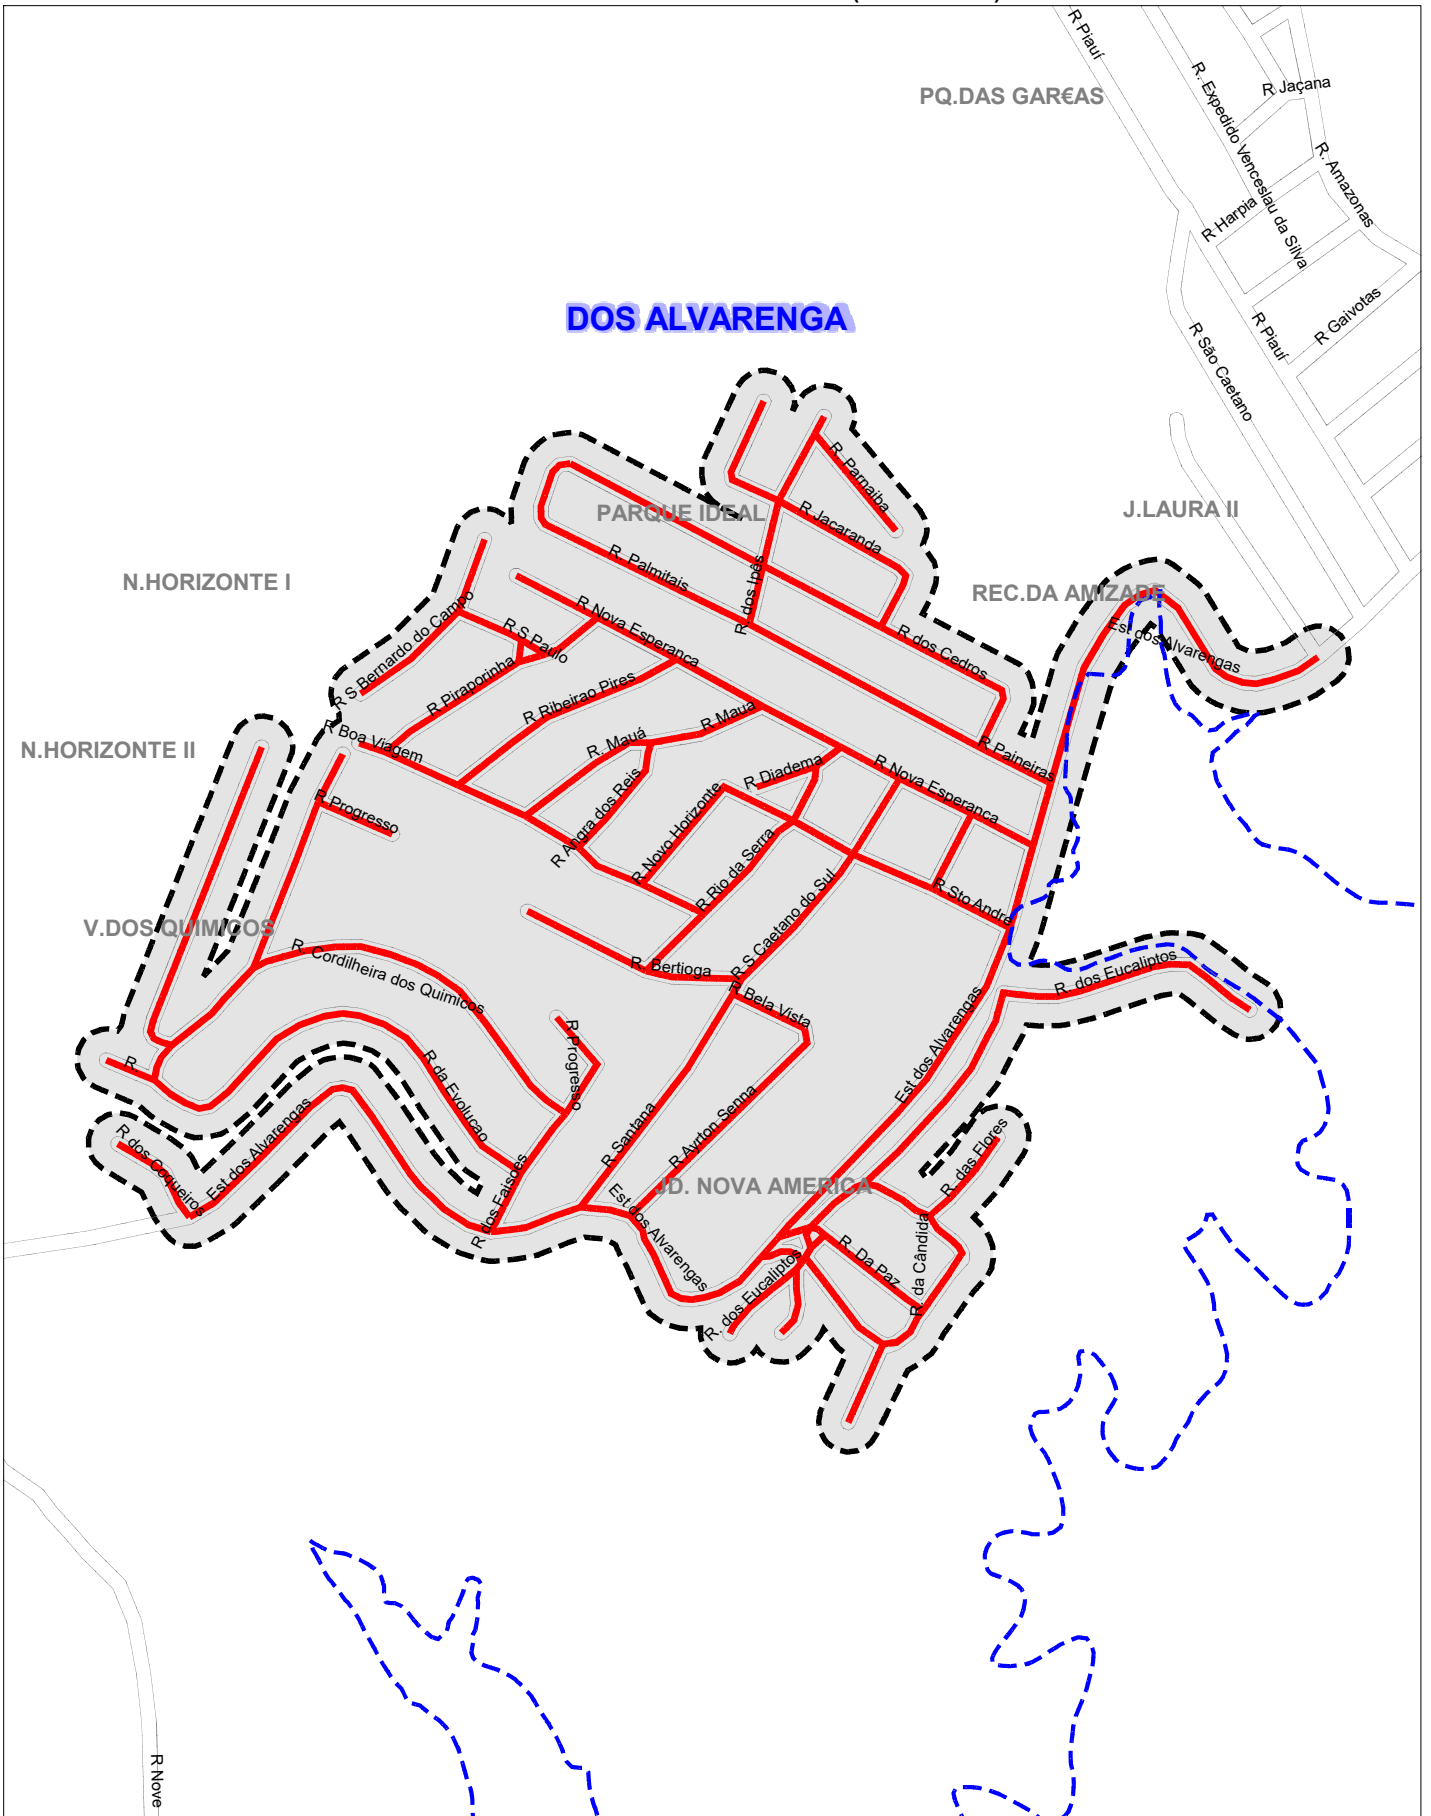 R Piauí
PQ.DAS GAR€AS
R. Expedido Venceslau da Silva
R Jaçana
R. Amazonas
R Harpia
R Gaivotas
R Piauí
R São Caetano
DOS ALVARENGA
R. Parnaiba
R Jacaranda
PARQUE IDEAL
J.LAURA II
N.HORIZONTE I
R. Palmitais
R. dos Ipês
REC.DA AMIZADE
Est dos Alvarengas
R S Bernardo do Campo
R.S Paulo
R Nova Esperança
R dos Cedros
R Piraporinha
R Ribeirao Pires
R Maua
R. Mauá
R Boa Viagem
N.HORIZONTE II
R Paineiras
R Diadema
R Nova Esperança
R Angra dos Reis
R Novo Horizonte
R Progresso
R Rio da Serra
R Sto Andre
R S Caetano do Sul
V.DOS QUIMICOS
R. Cordilheira dos Quimicos
R. Bertioga
R Bela Vista
R. dos Eucaliptos
Est dos Alvarengas
R
R Progresso
R da Evolucao
R Santana
R Ayrton Senna
R dos Coqueiros
Est dos Alvarengas
R dos Faisoes
JD. NOVA AMERICA
R. das Flores
Est dos Alvarengas
R. Da Paz
R. da Cândida
R. dos Eucaliptos
R Nove